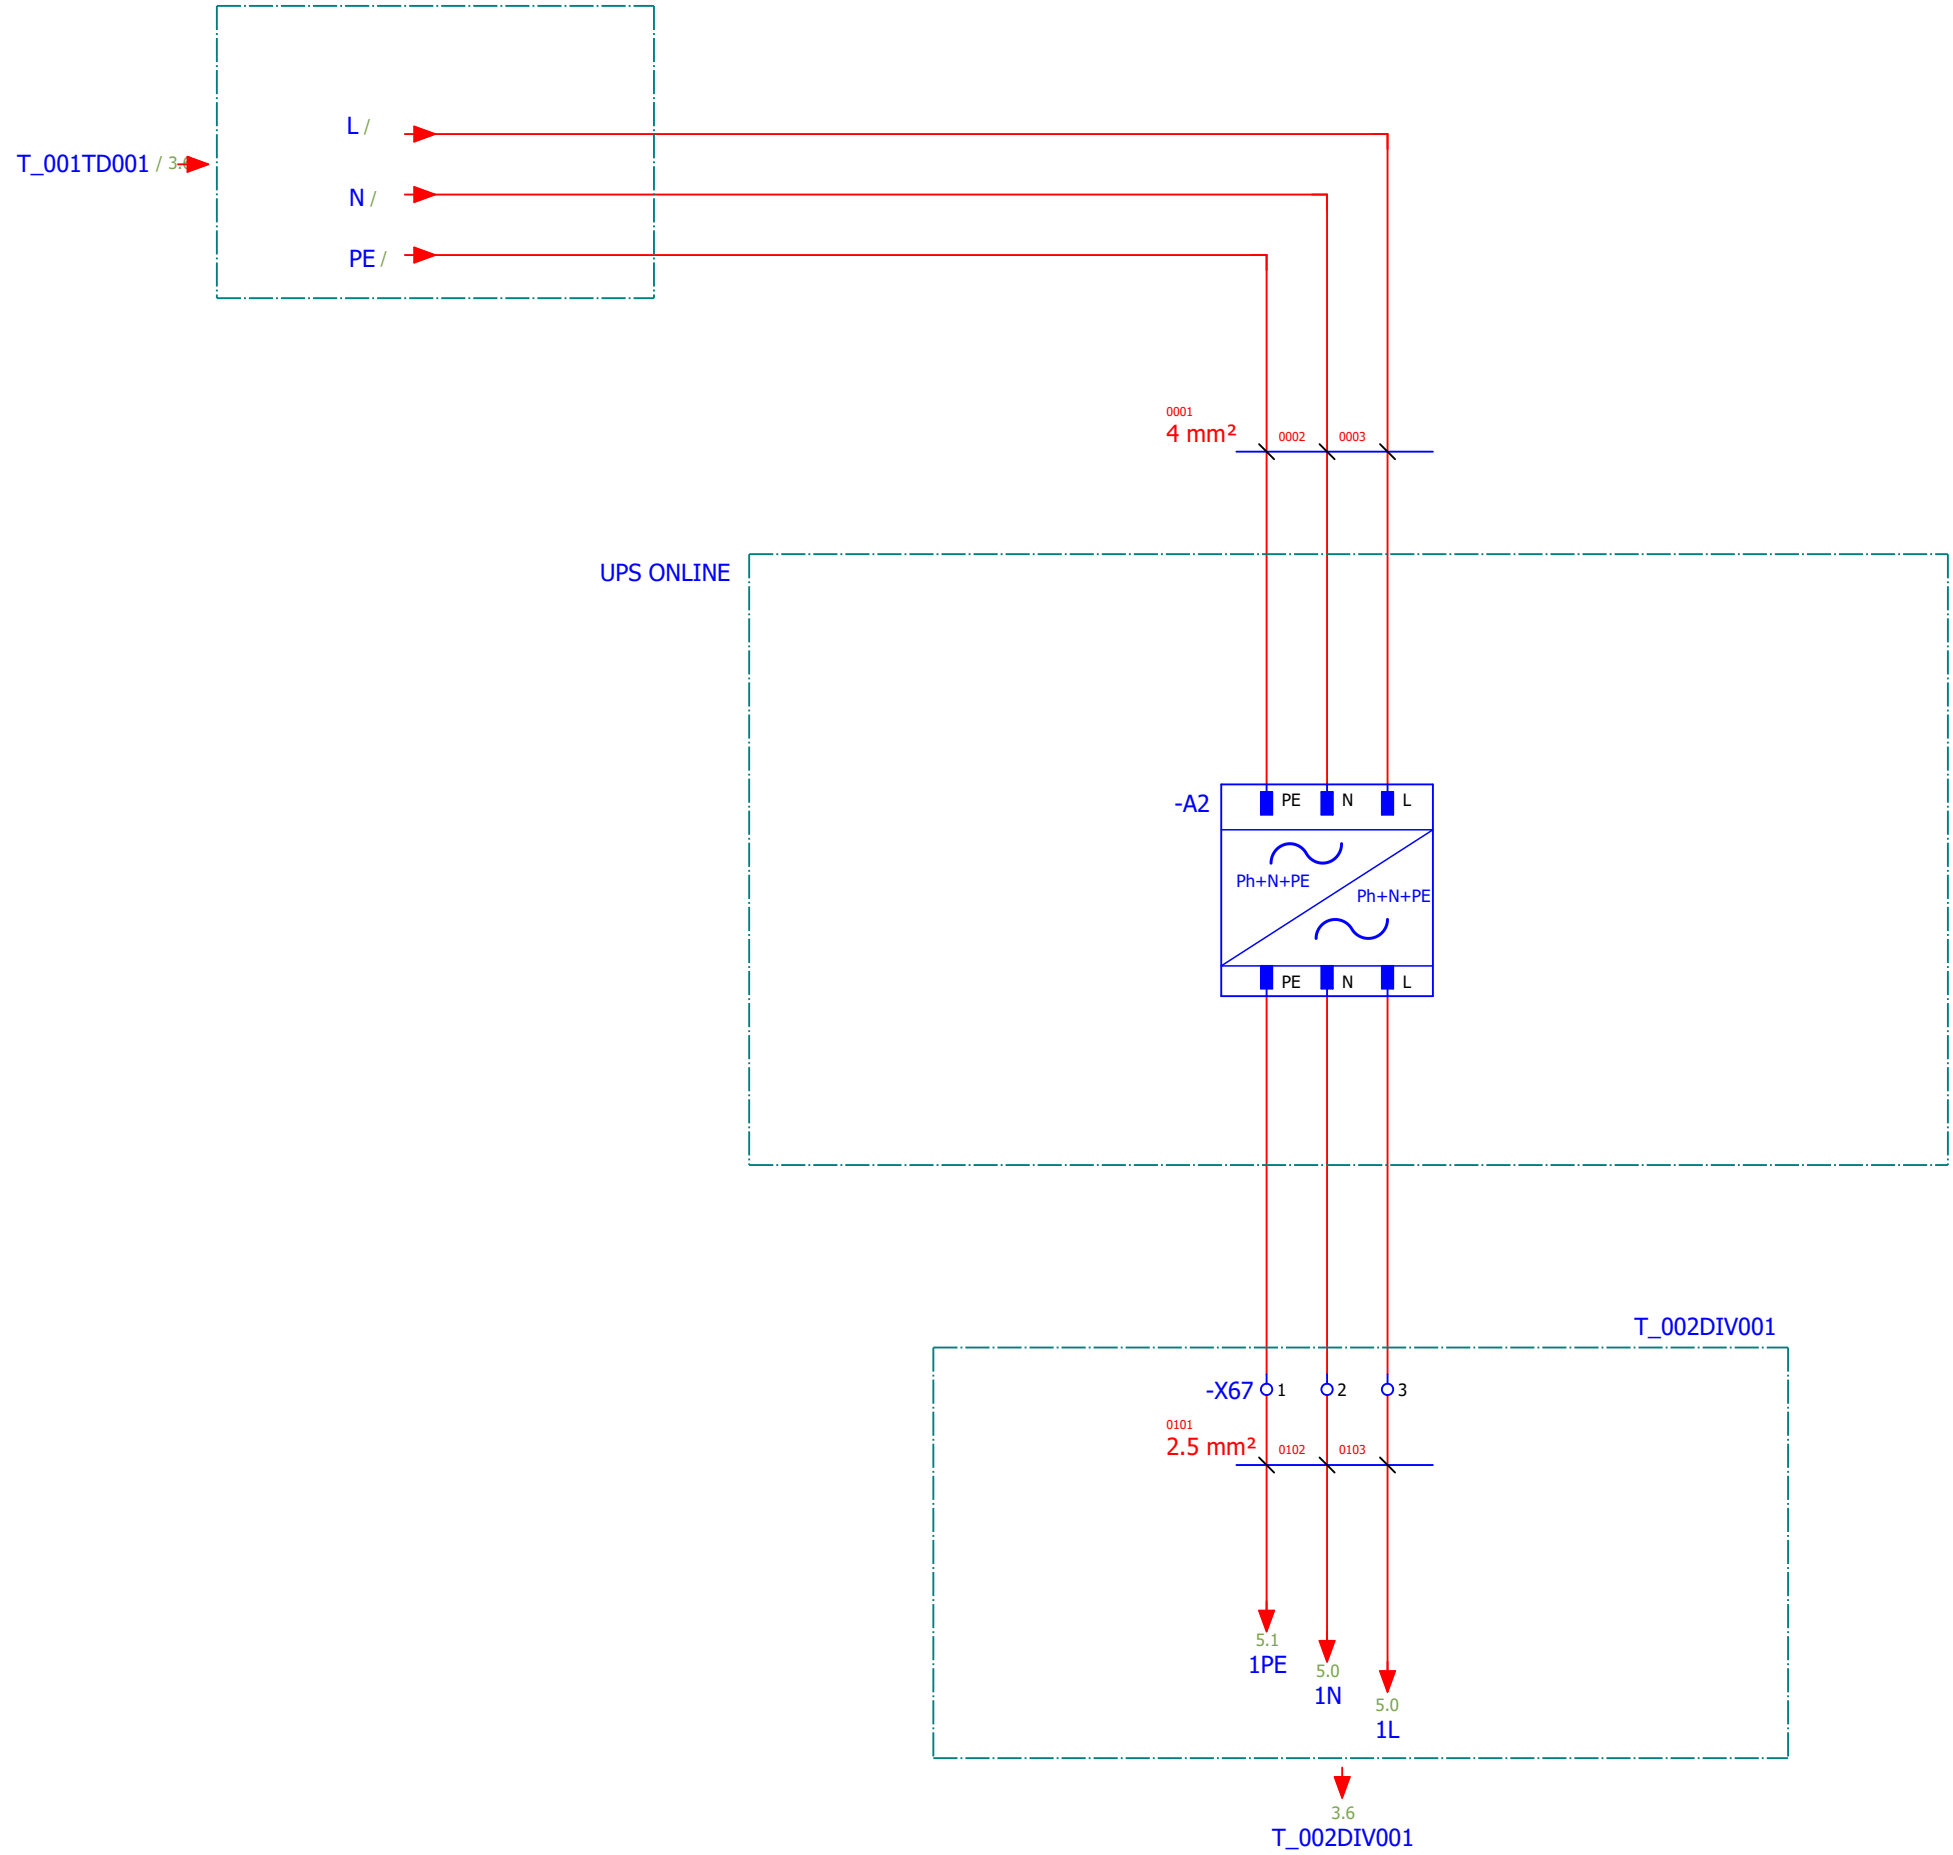 L /
T_001TD001 / 3.
N /
PE /
0001
4 mm² 0002 0003
UPS ONLINE
-A2 PE N L
Ph+N+PE
Ph+N+PE
PE N L
T_002DIV001
-X67 1 2 3
0101
2.5 mm² 0102 0103
5.1
1PE
5.0
1N
5.0
1L
3.6
T_002DIV001